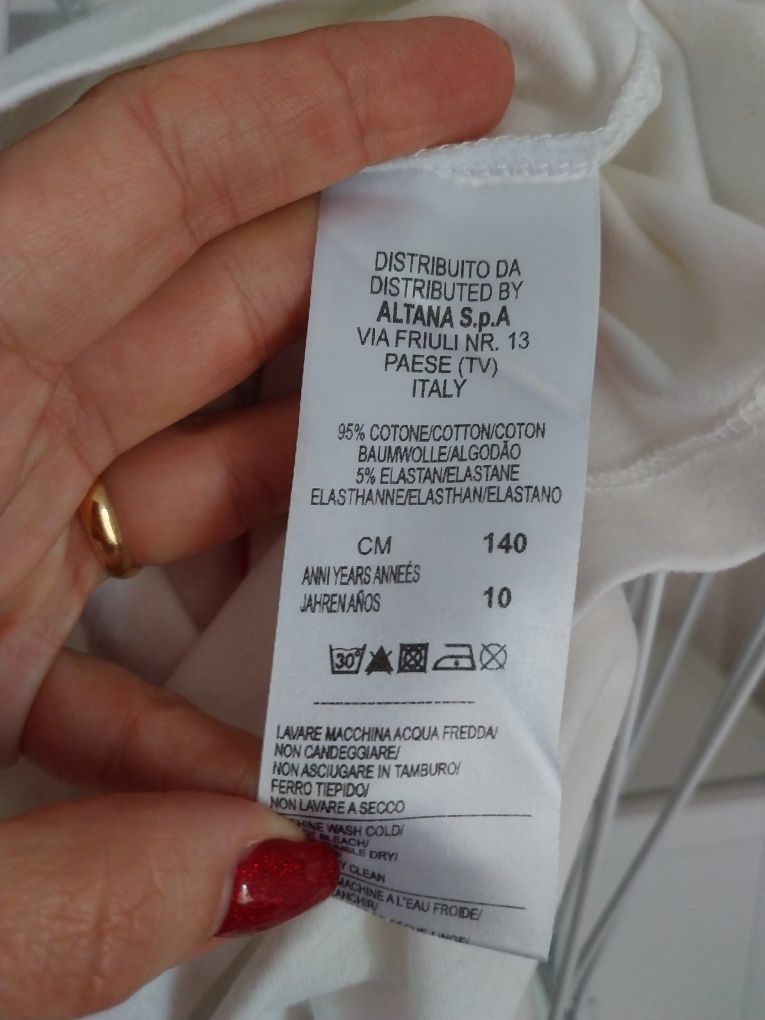 DISTRIBUITO DA
DISTRIBUTED BY
ALTANA S.p.A
VIA FRIULI NR. 13
PAESE (TV)
ITALY
95% COTONE/COTTON/COTON
BAUMWOLLE/ALGODÃO
5% ELASTAN/ELASTANE
ELASTHANNE/ELASTHAN/ELASTANO
CM 140
ANNI YEARS ANNEÉS
JAHREN AÑOS 10
30°
LAVARE MACCHINA ACQUA FREDDA/
NON CANDEGGIARE/
NON ASCIUGARE IN TAMBURO/
FERRO TIEPIDO/
NON LAVARE A SECCO
WASH COLD/
BLEACH/
DRY/
CLEAN
MACHINE A L'EAU FROIDE/